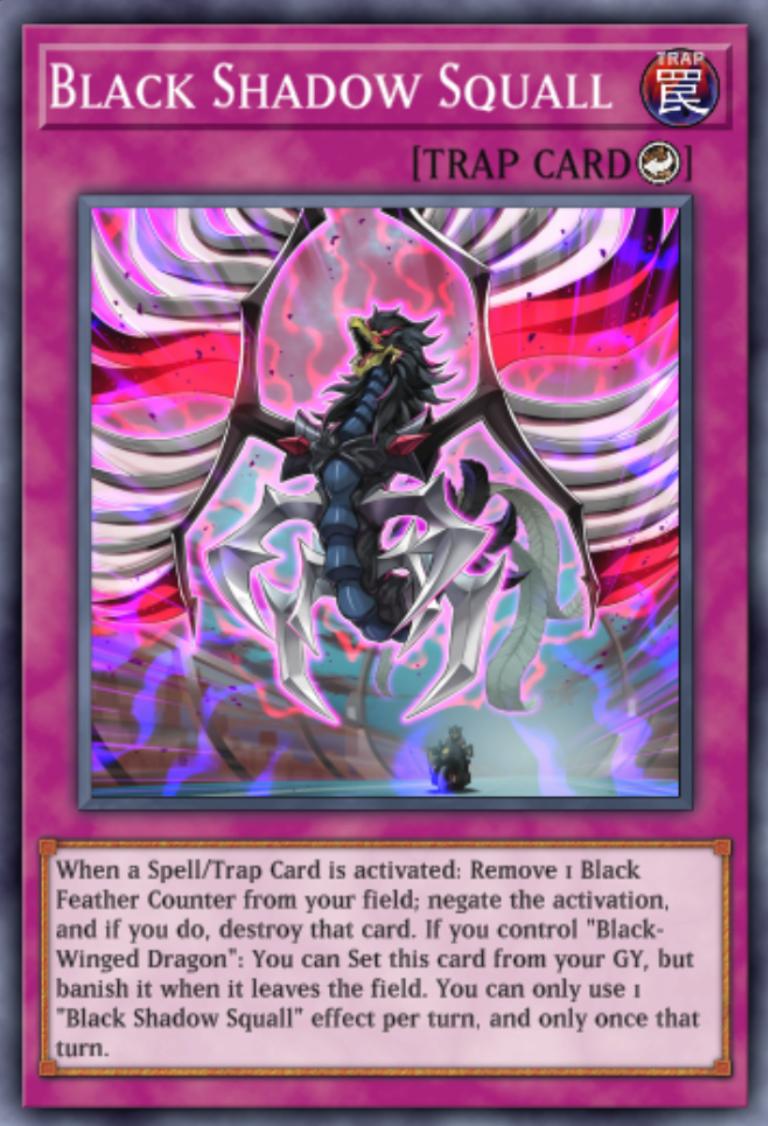 BLACK SHADOW SQUALL
TRAP
罠
[TRAP CARD]
When a Spell/Trap Card is activated: Remove 1 Black
Feather Counter from your field; negate the activation,
and if you do, destroy that card. If you control "Black-
Winged Dragon": You can Set this card from your GY, but
banish it when it leaves the field. You can only use 1
"Black Shadow Squall" effect per turn, and only once that
turn.